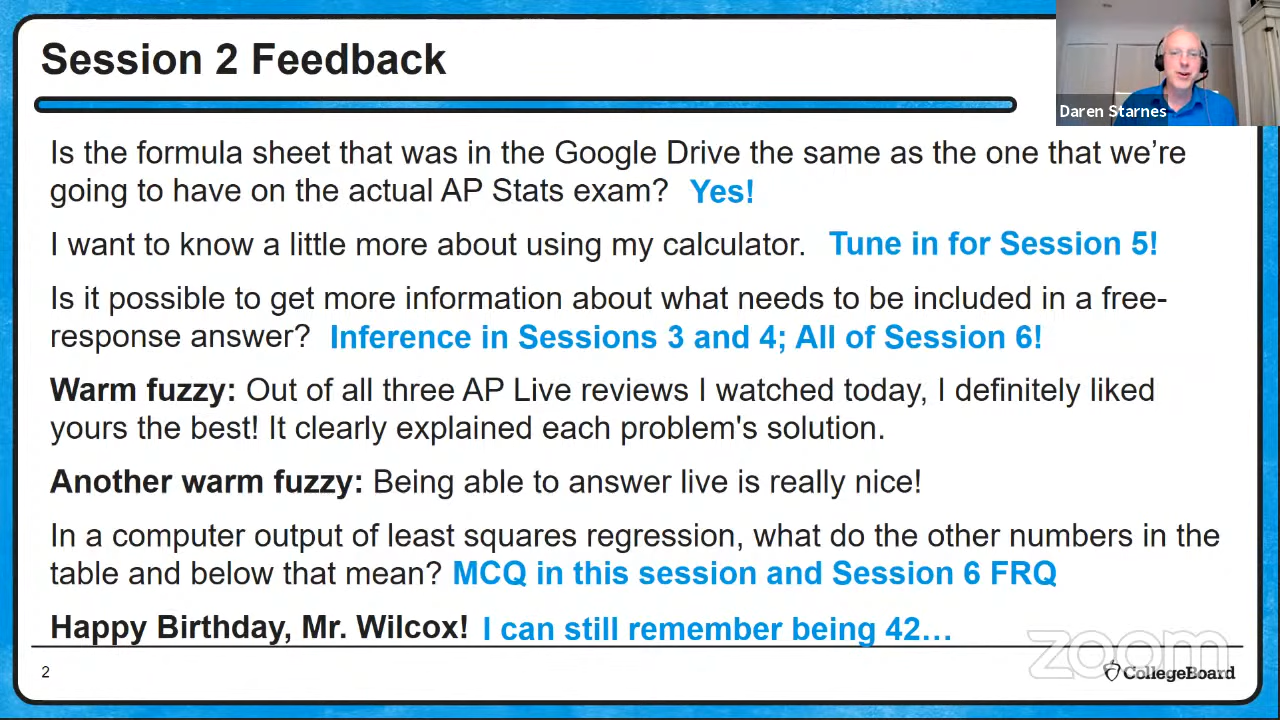 Session 2 Feedback
Daren Starnes
Is the formula sheet that was in the Google Drive the same as the one that we’re
going to have on the actual AP Stats exam? Yes!
I want to know a little more about using my calculator. Tune in for Session 5!
Is it possible to get more information about what needs to be included in a free-
response answer? Inference in Sessions 3 and 4; All of Session 6!
Warm fuzzy: Out of all three AP Live reviews I watched today, I definitely liked
yours the best! It clearly explained each problem's solution.
Another warm fuzzy: Being able to answer live is really nice!
In a computer output of least squares regression, what do the other numbers in the
table and below that mean? MCQ in this session and Session 6 FRQ
Happy Birthday, Mr. Wilcox! I can still remember being 42…
zoom
2
CollegeBoard